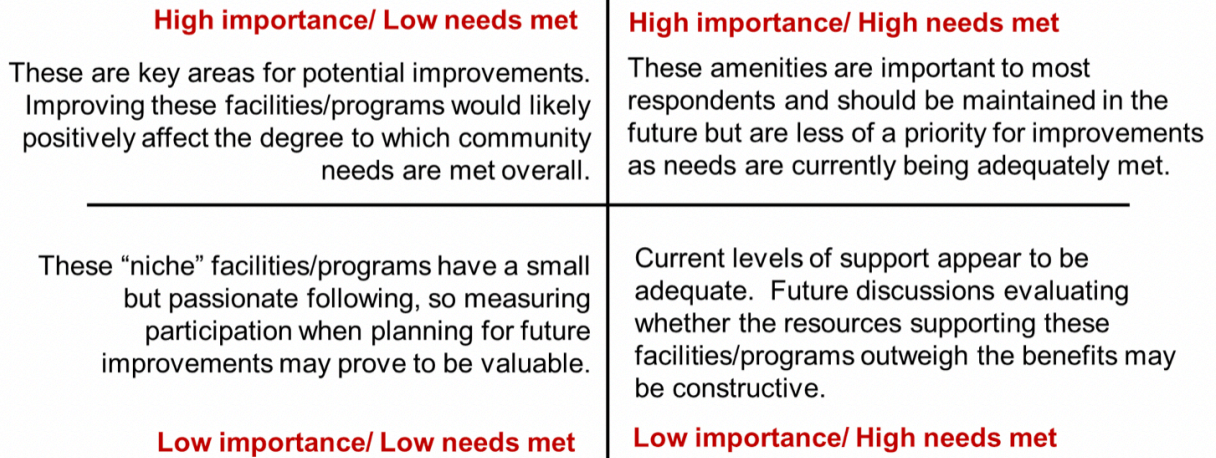 High importance/ Low needs met
These are key areas for potential improvements.
Improving these facilities/programs would likely
positively affect the degree to which community
needs are met overall.
High importance/ High needs met
These amenities are important to most
respondents and should be maintained in the
future but are less of a priority for improvements
as needs are currently being adequately met.
These “niche” facilities/programs have a small
but passionate following, so measuring
participation when planning for future
improvements may prove to be valuable.
Low importance/ Low needs met
Current levels of support appear to be
adequate.  Future discussions evaluating
whether the resources supporting these
facilities/programs outweigh the benefits may
be constructive.
Low importance/ High needs met